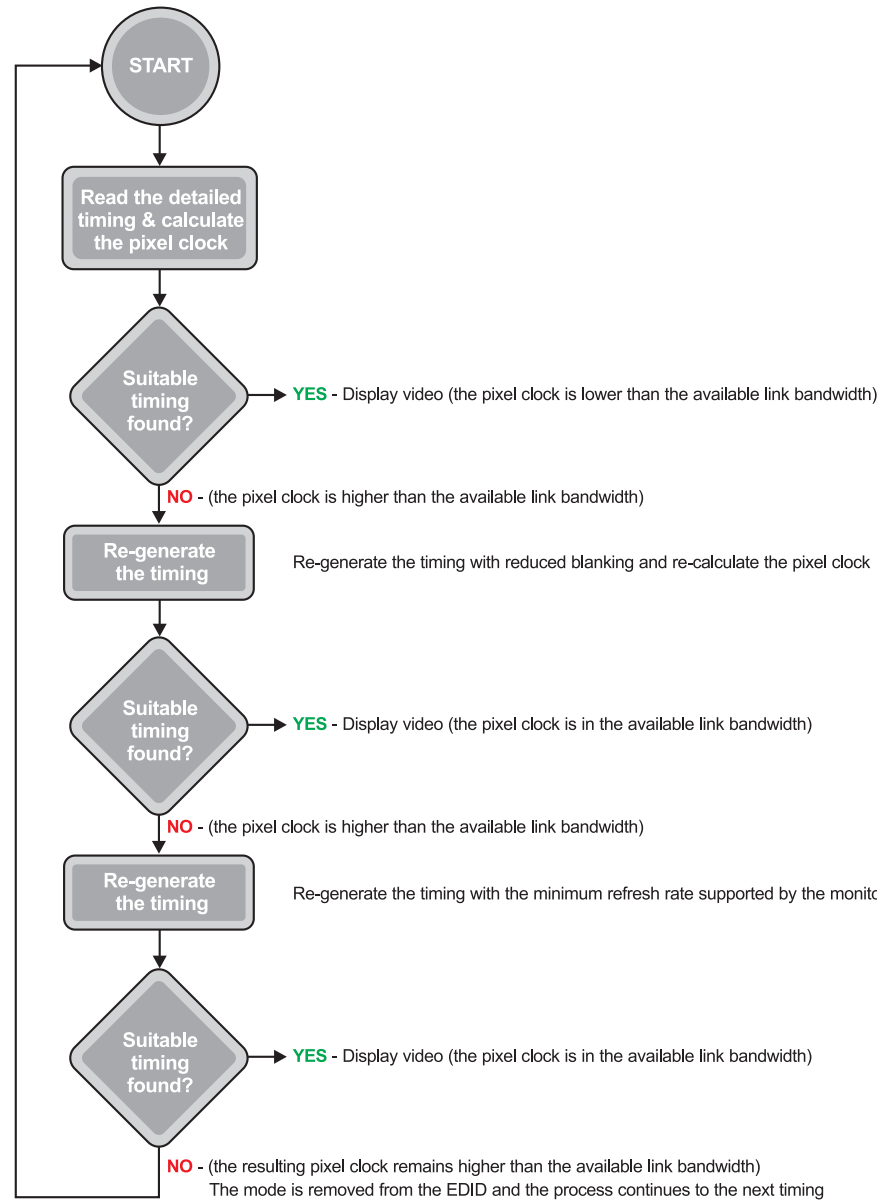 START
Read the detailed
timing & calculate
the pixel clock
Suitable
timing
found?
YES - Display video (the pixel clock is lower than the available link bandwidth)
NO - (the pixel clock is higher than the available link bandwidth)
Re-generate
the timing
Re-generate the timing with reduced blanking and re-calculate the pixel clock
Suitable
timing
found?
YES - Display video (the pixel clock is in the available link bandwidth)
NO - (the pixel clock is higher than the available link bandwidth)
Re-generate
the timing
Re-generate the timing with the minimum refresh rate supported by the monito
Suitable
timing
found?
YES - Display video (the pixel clock is in the available link bandwidth)
NO - (the resulting pixel clock remains higher than the available link bandwidth)
The mode is removed from the EDID and the process continues to the next timing